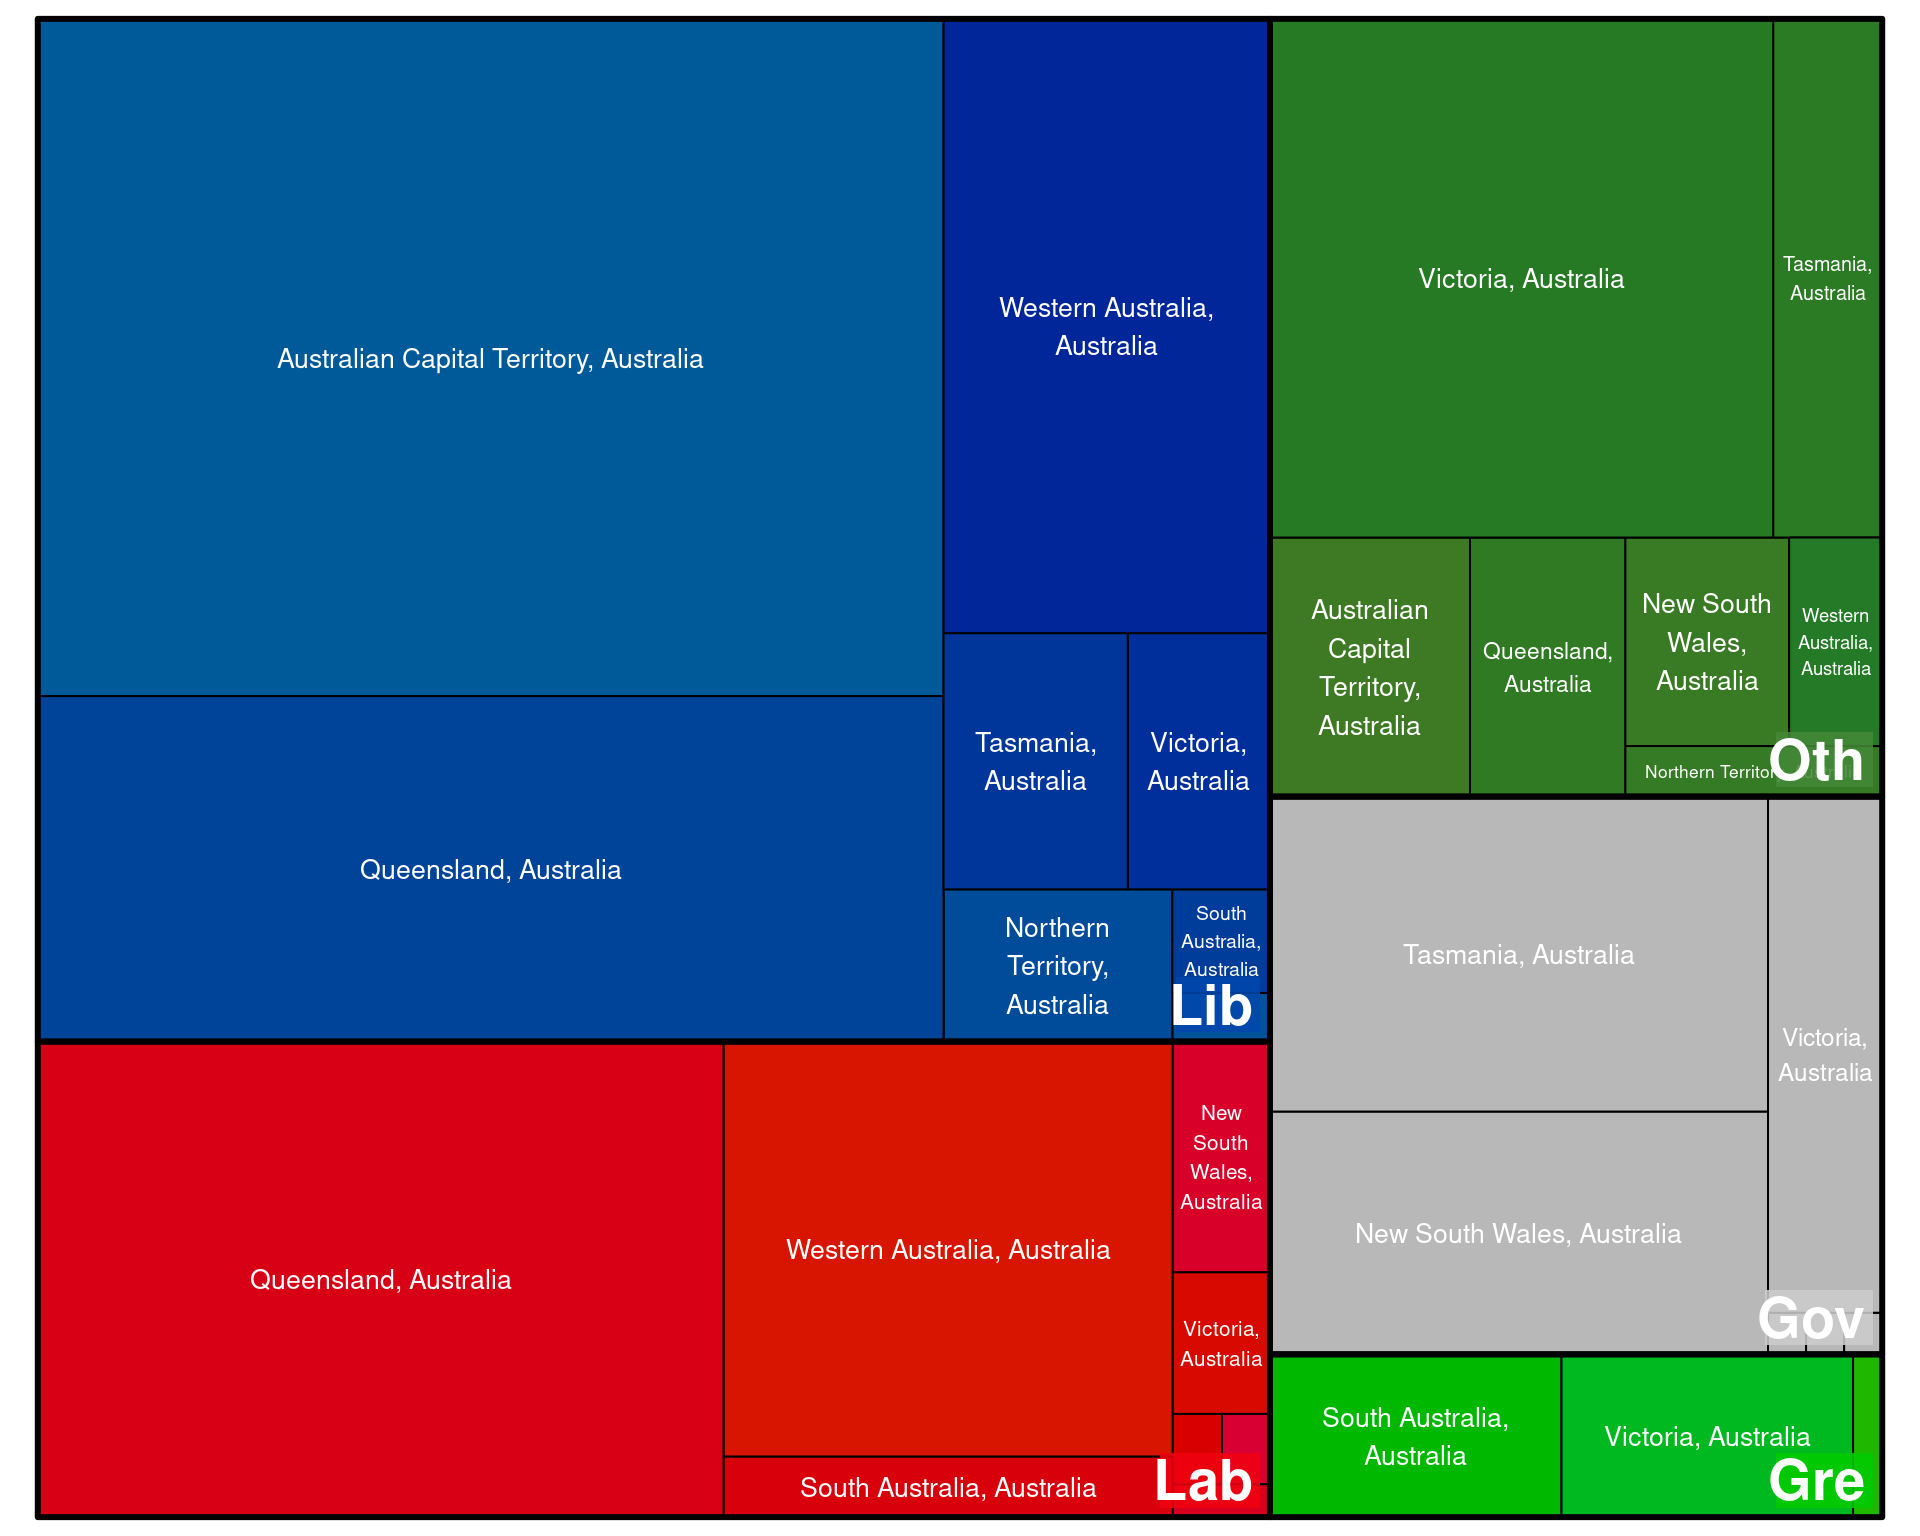 Australian Capital Territory, Australia
Western Australia,
Australia
Queensland, Australia
Tasmania,
Australia
Victoria,
Australia
Northern
Territory,
Australia
South
Australia,
Australia
Lib
Queensland, Australia
Western Australia, Australia
South Australia, Australia
New
South
Wales,
Australia
Victoria,
Australia
Lab
Victoria, Australia
Tasmania,
Australia
Australian
Capital
Territory,
Australia
Queensland,
Australia
New South
Wales,
Australia
Western
Australia,
Australia
Northern Territory,
Oth
Tasmania, Australia
New South Wales, Australia
Victoria,
Australia
Gov
South Australia,
Australia
Victoria, Australia
Gre